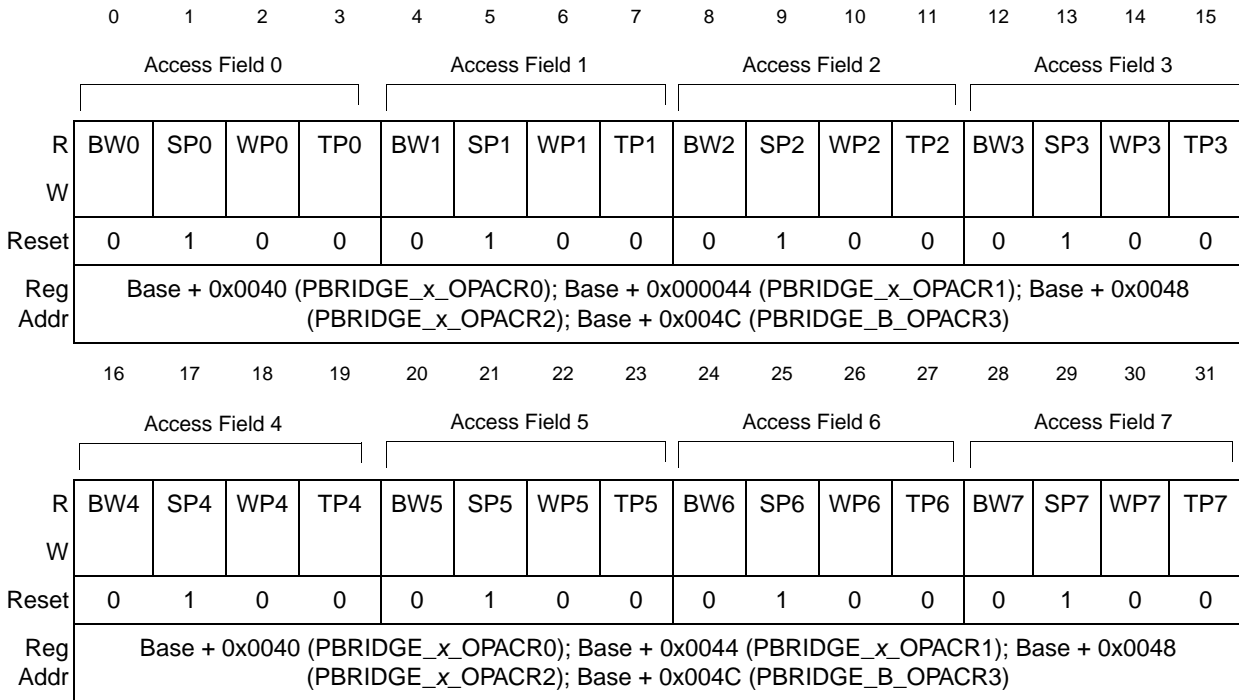 0 1 2 3 4 5 6 7 8 9 10 11 12 13 14 15
Access Field 0 Access Field 1 Access Field 2 Access Field 3
R BW0 SP0 WP0 TP0 BW1 SP1 WP1 TP1 BW2 SP2 WP2 TP2 BW3 SP3 WP3 TP3
W
Reset 0 1 0 0 0 1 0 0 0 1 0 0 0 1 0 0
Reg Base + 0x0040 (PBRIDGE_x_OPACR0); Base + 0x000044 (PBRIDGE_x_OPACR1); Base + 0x0048
Addr (PBRIDGE_x_OPACR2); Base + 0x004C (PBRIDGE_B_OPACR3)
16 17 18 19 20 21 22 23 24 25 26 27 28 29 30 31
Access Field 4 Access Field 5 Access Field 6 Access Field 7
R BW4 SP4 WP4 TP4 BW5 SP5 WP5 TP5 BW6 SP6 WP6 TP6 BW7 SP7 WP7 TP7
W
Reset 0 1 0 0 0 1 0 0 0 1 0 0 0 1 0 0
Reg Base + 0x0040 (PBRIDGE_x_OPACR0); Base + 0x0044 (PBRIDGE_x_OPACR1); Base + 0x0048
Addr (PBRIDGE_x_OPACR2); Base + 0x004C (PBRIDGE_B_OPACR3)